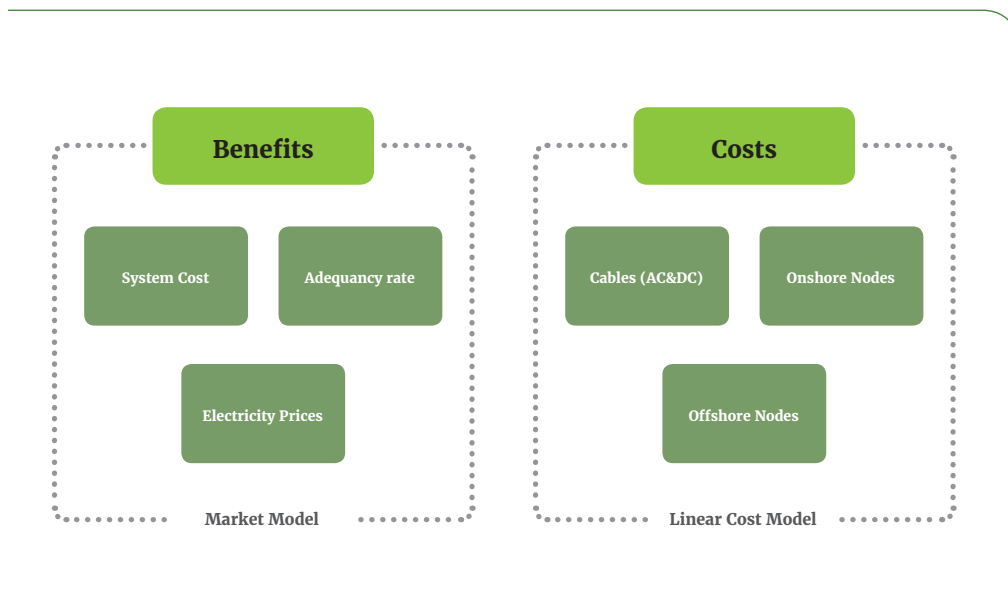 Benefits
System Cost
Adequancy rate
Electricity Prices
Market Model
Costs
Cables (AC&DC)
Onshore Nodes
Offshore Nodes
Linear Cost Model